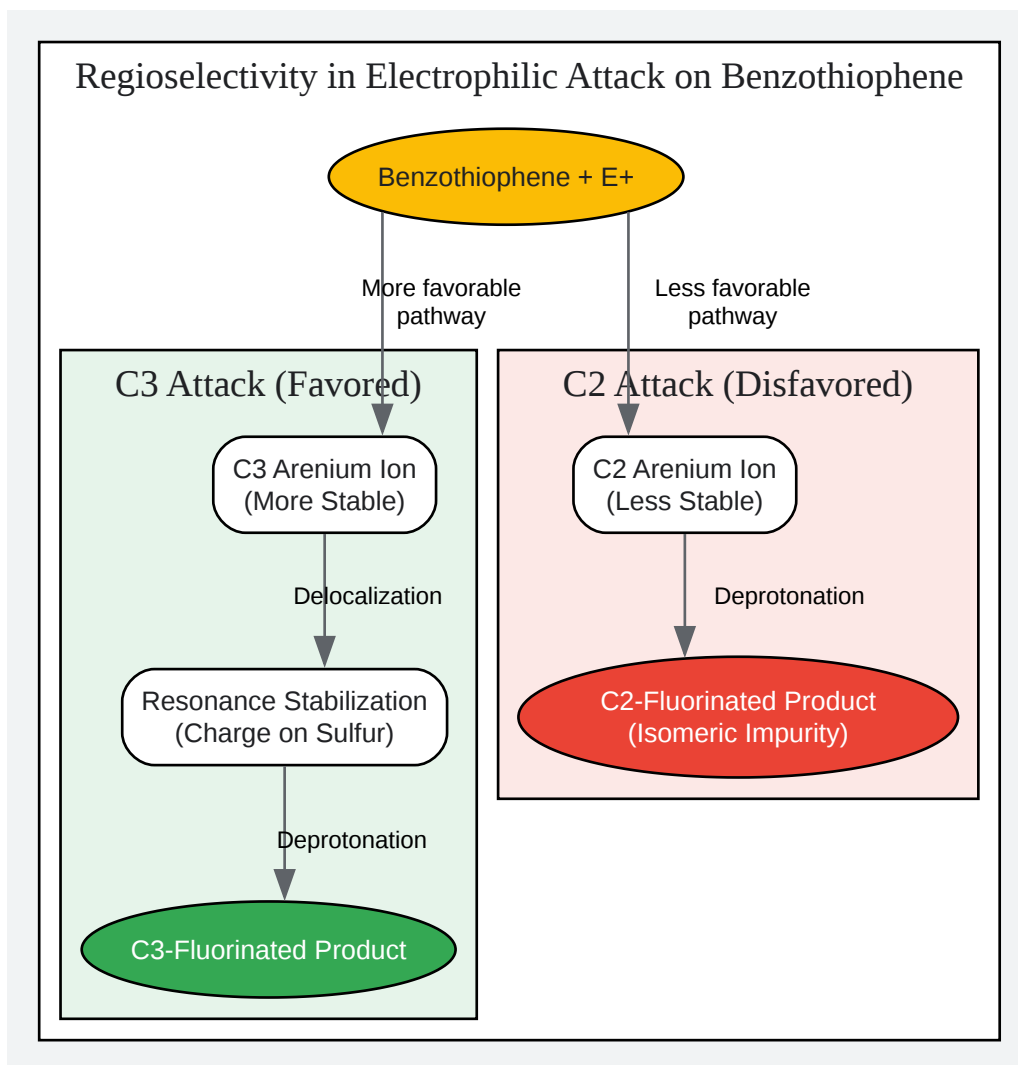 Regioselectivity in Electrophilic Attack on Benzothiophene
Benzothiophene + E+
More favorable
pathway
Less favorable
pathway
C3 Attack (Favored)
C3 Arenium Ion
(More Stable)
Delocalization
Resonance Stabilization
(Charge on Sulfur)
Deprotonation
C3-Fluorinated Product
C2 Attack (Disfavored)
C2 Arenium Ion
(Less Stable)
Deprotonation
C2-Fluorinated Product
(Isomeric Impurity)